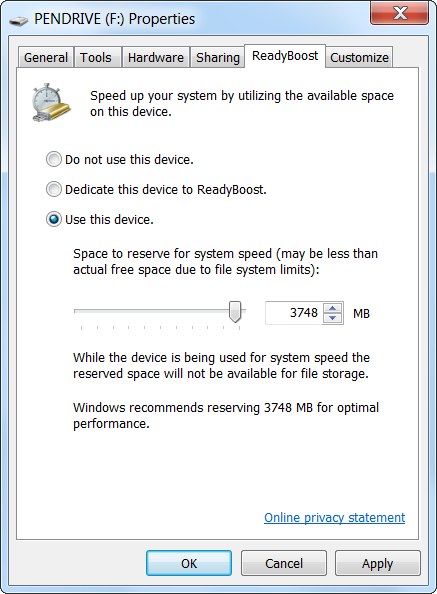 PENDRIVE (F:) Properties
General Tools Hardware Sharing ReadyBoost Customize
Speed up your system by utilizing the available space
on this device.
Do not use this device.
Dedicate this device to ReadyBoost.
Use this device.
Space to reserve for system speed (may be less than
actual free space due to file system limits):
3748 MB
While the device is being used for system speed the
reserved space will not be available for file storage.
Windows recommends reserving 3748 MB for optimal
performance.
Online privacy statement
OK Cancel Apply